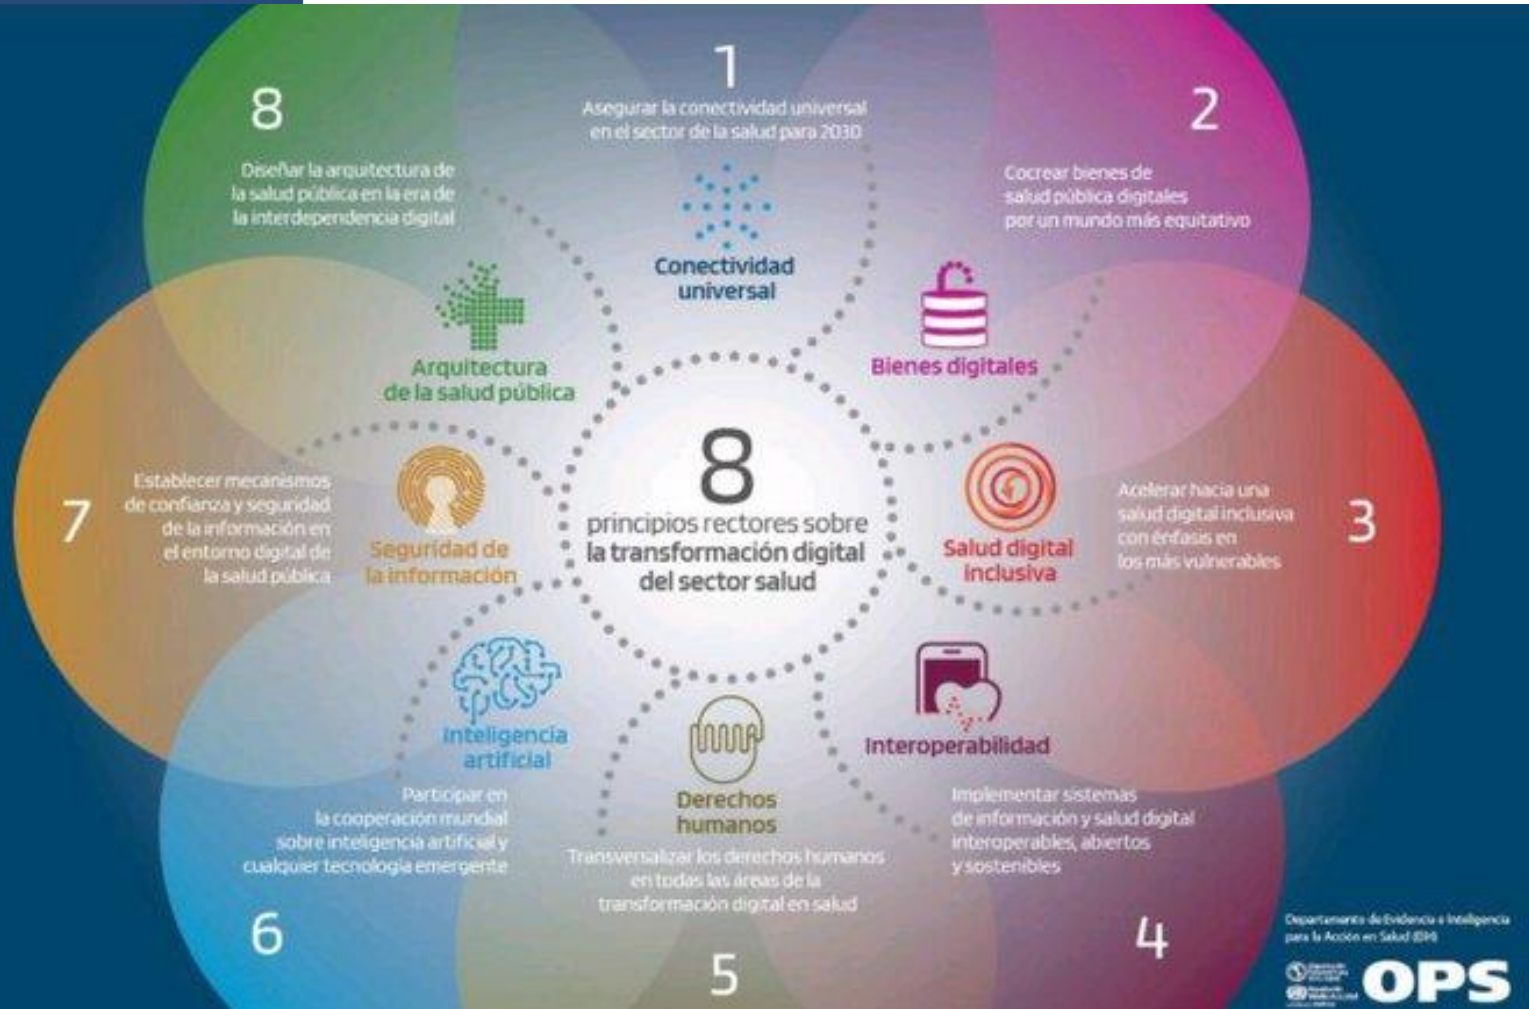 1
Asegurar la conectividad universal
en el sector de la salud para 2030
Conectividad
universal
2
Cocrear bienes de
salud pública digitales
por un mundo más equitativo
Bienes digitales
3
Acelerar hacia una
salud digital inclusiva
con énfasis en
los más vulnerables
Salud digital
inclusiva
4
Interoperabilidad
Implementar sistemas
de información y salud digital
interoperables, abiertos
y sostenibles
5
Derechos
humanos
Transversalizar los derechos humanos
en todas las áreas de la
transformación digital en salud
6
Inteligencia
artificial
Participar en
la cooperación mundial
sobre inteligencia artificial y
cualquier tecnología emergente
7
Establecer mecanismos
de confianza y seguridad
de la información en
el entorno digital de
la salud pública
Seguridad de
la información
8
Diseñar la arquitectura de
la salud pública en la era de
la interdependencia digital
Arquitectura
de la salud pública
8
principios rectores sobre
la transformación digital
del sector salud
Departamento de Evidencia e Inteligencia
para la Acción en Salud (EIH)
OPS